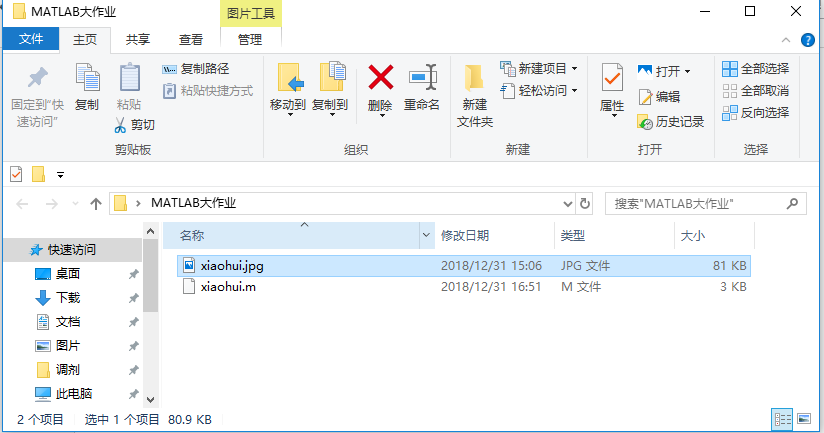 MATLAB大作业
图片工具
文件 主页 共享 查看 管理
固定到“快速访问”
复制
粘贴
复制路径
粘贴快捷方式
剪切
剪贴板
移动到 复制到 删除 重命名
组织
新建文件夹
新建项目
轻松访问
新建
属性
打开
编辑
历史记录
打开
全部选择
全部取消
反向选择
选择
MATLAB大作业
搜索"MATLAB大作业"
名称 修改日期 类型 大小
xiaohui.jpg 2018/12/31 15:06 JPG 文件 81 KB
xiaohui.m 2018/12/31 16:51 M 文件 3 KB
快速访问
桌面
下载
文档
图片
调剂
此电脑
2 个项目 选中 1 个项目 80.9 KB